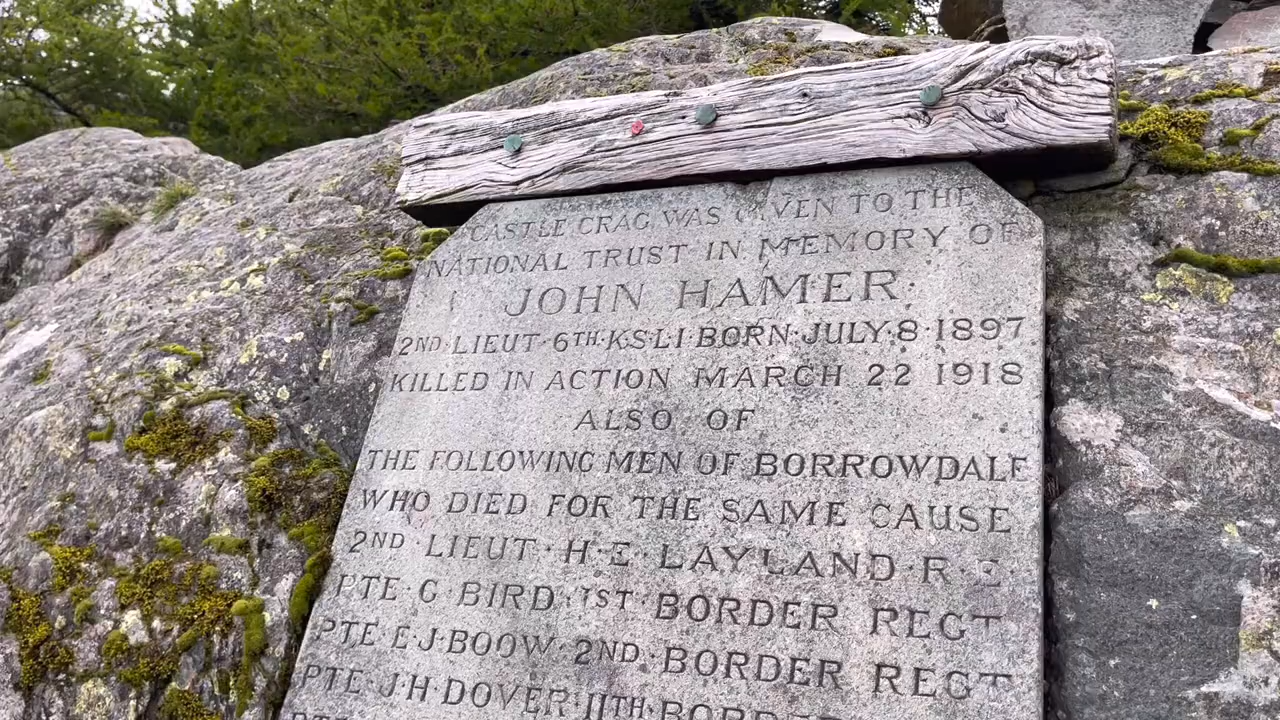 CASTLE CRAG WAS GIVEN TO THE
NATIONAL TRUST IN MEMORY OF
JOHN HAMER
2ND·LIEUT·6TH·K·S·L·I·BORN·JULY·8·1897
KILLED IN ACTION MARCH 22 1918
ALSO OF
THE FOLLOWING MEN OF BORROWDALE
WHO DIED FOR THE SAME CAUSE
2ND·LIEUT·H·E·LAYLAND·R·E·
PTE·G·BIRD·1ST·BORDER REGT
PTE·E·J·BOOW·2ND·BORDER REGT
PTE·J·H·DOVER·11TH·BORDER